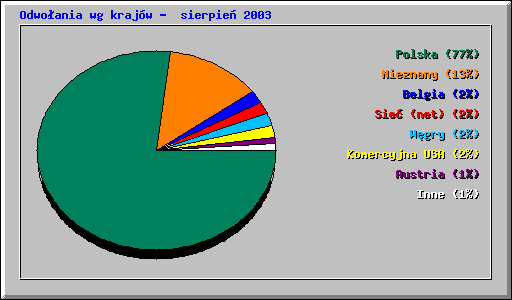 Odwołania wg krajów -  sierpień 2003
Polska (77%)
Nieznany (13%)
Belgia (2%)
Sieć (net) (2%)
Węgry (2%)
Komercyjna USA (2%)
Austria (1%)
Inne (1%)